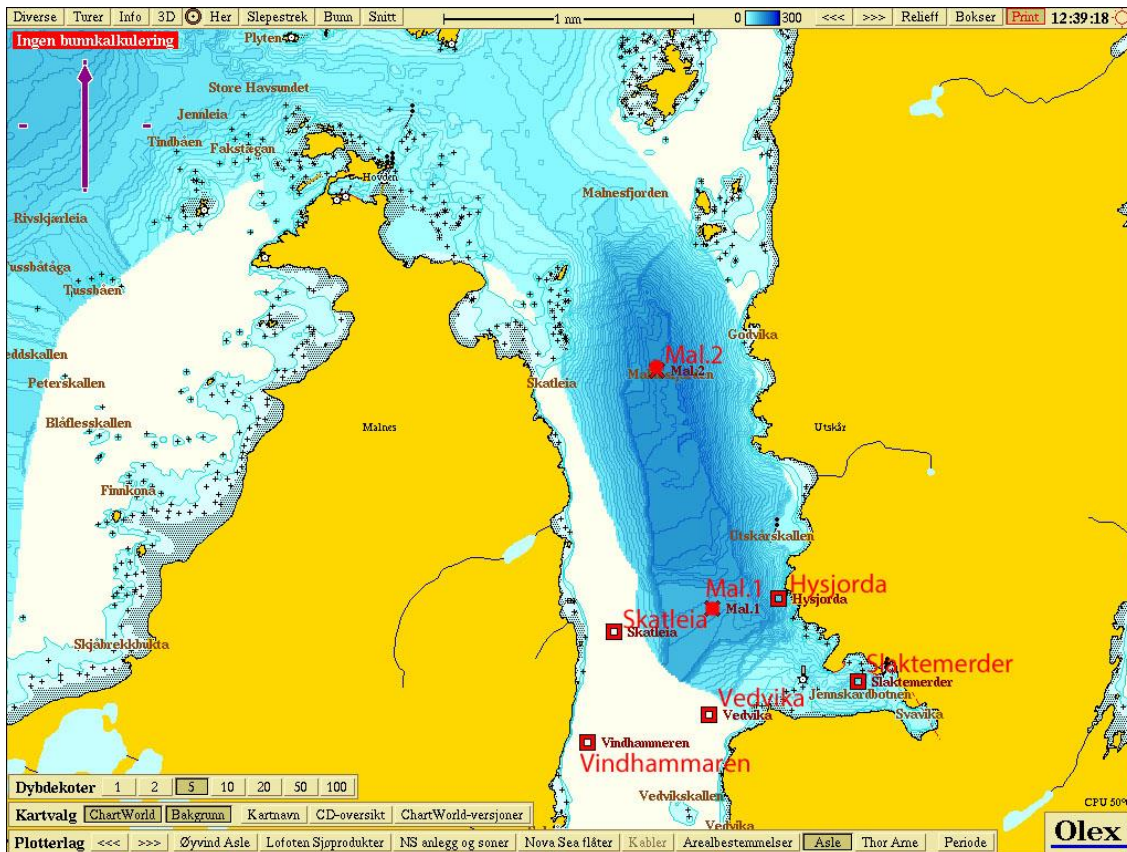 Diverse Turer Info 3D Her Slepestrek Bunn Snitt 1 nm 0 300 <<< >>> Relieff Bokser Print 12:39:18
Ingen bunnkalkulering
Plyten
Store Havsundet
Jennleia
Tindbåen
Fakstægan
Hovden
Malnesfjorden
Rivskjærleia
Tussbåtåga
Tussbåen
Godvika
eddskallen
Mal.2
Mal.2
Peterskallen
Skatleia
Blåflesskallen
Malnes
Utskår
Finnkona
Utskårskallen
Mal.1
Hysjorda
Hysjorda
Mal.1
Skatleia
Skatleia
Skjåbrekkbukta
Slaktemerder
Slaktemerder
Jennskardbotnen
Vedvika
Vedvika
Svavika
Vindhammeren
Vindhammaren
Dybdekoter 1 2 5 10 20 50 100
Vedvikskallen
CPU 50%
Kartvalg ChartWorld Bakgrunn Kartnavn CD-oversikt ChartWorld-versjoner
Vedvika
Olex
Plotterlag <<< >>> Øyvind Asle Lofoten Sjøprodukter NS anlegg og soner Nova Sea flåter Kabler Arealbestemmelser Asle Thor Arne Periode